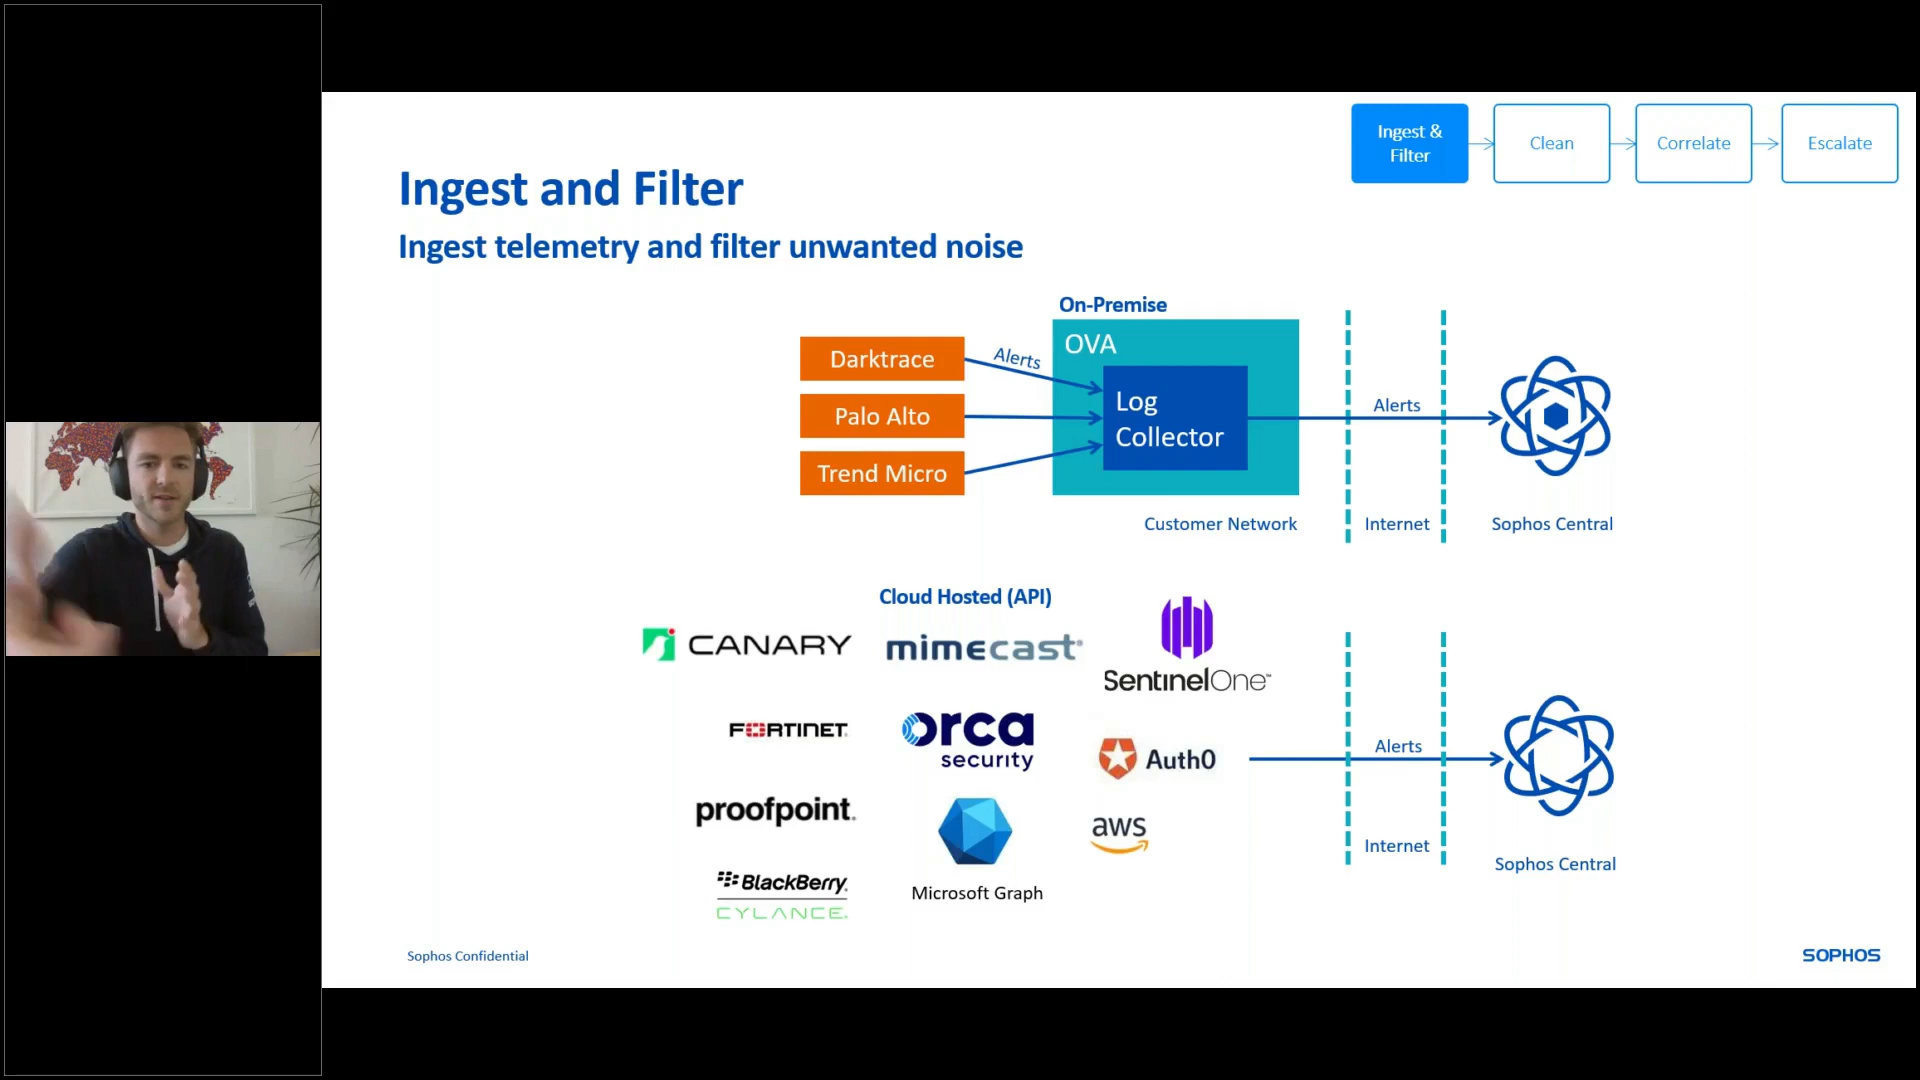 Ingest &
Filter
Clean
Correlate
Escalate
Ingest and Filter
Ingest telemetry and filter unwanted noise
On-Premise
OVA
Darktrace
Alerts
Palo Alto
Trend Micro
Log
Collector
Alerts
Customer Network
Internet
Sophos Central
Cloud Hosted (API)
CANARY
mimecast®
SentinelOne™
FORTINET
orca
security
Auth0
Alerts
proofpoint.
aws
Internet
Sophos Central
BlackBerry
CYLANCE
Microsoft Graph
Sophos Confidential
SOPHOS